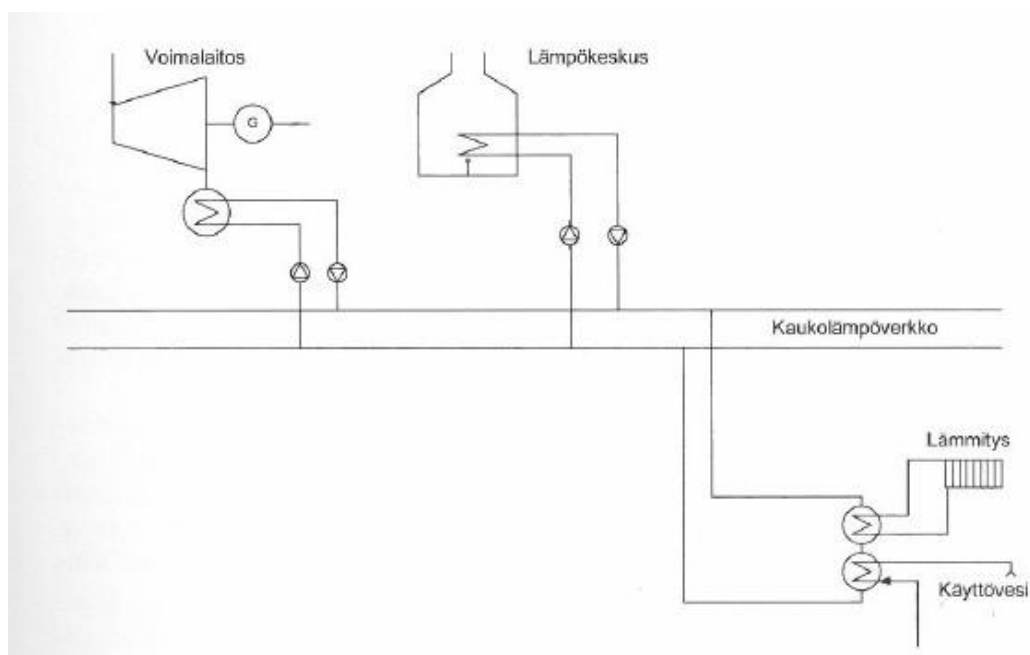 Voimalaitos
Lämpökeskus
G
Kaukolämpöverkko
Lämmitys
Käyttövesi